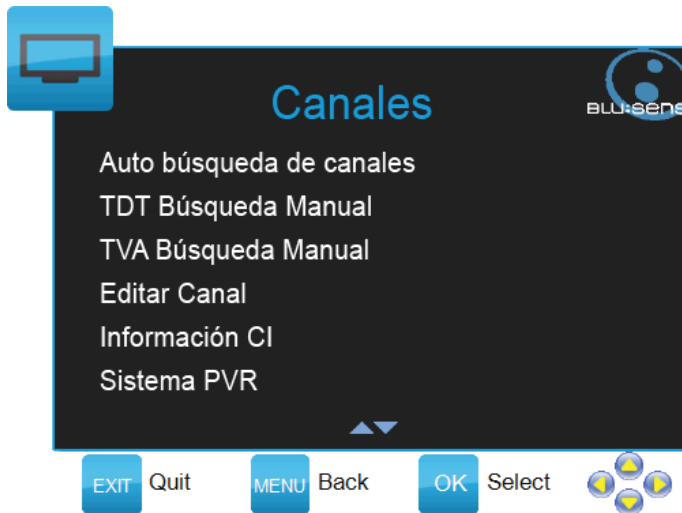 Canales
BLU:sens
Auto búsqueda de canales
TDT Búsqueda Manual
TVA Búsqueda Manual
Editar Canal
Información CI
Sistema PVR
EXIT Quit MENU Back OK Select